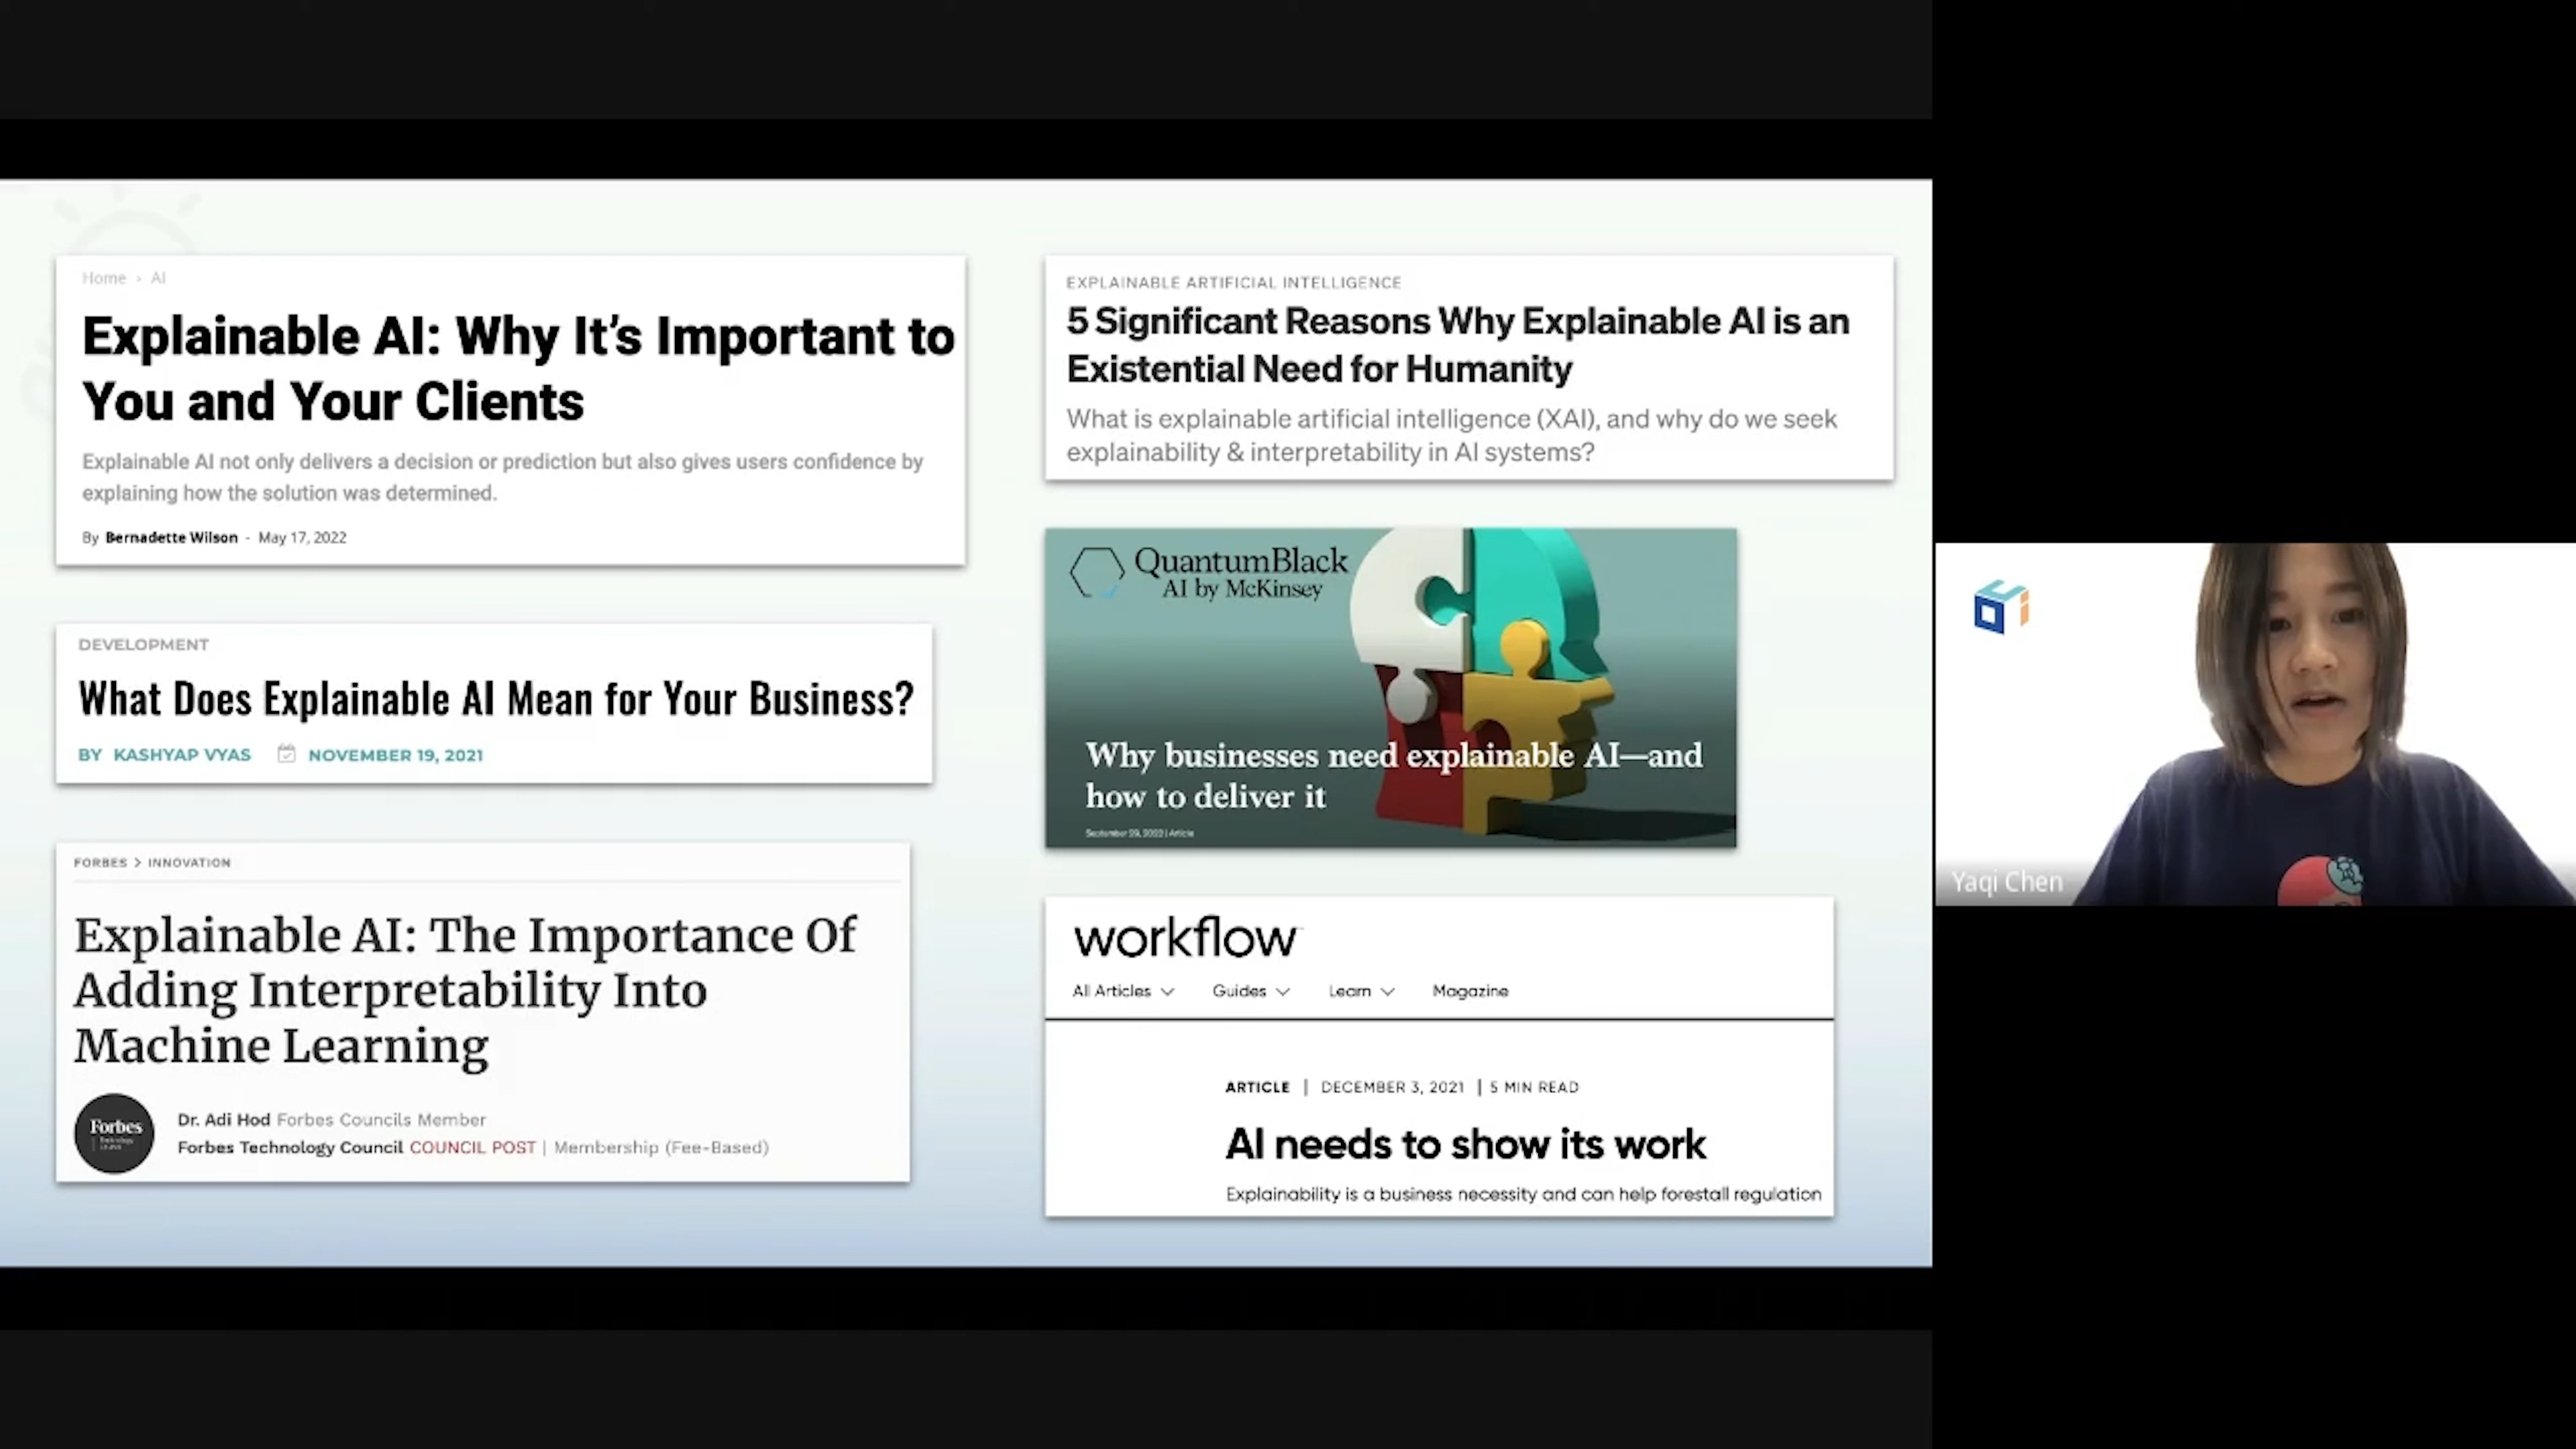 Home › AI
Explainable AI: Why It's Important to
You and Your Clients
Explainable AI not only delivers a decision or prediction but also gives users confidence by
explaining how the solution was determined.
By Bernadette Wilson - May 17, 2022
DEVELOPMENT
What Does Explainable AI Mean for Your Business?
BY KASHYAP VYAS NOVEMBER 19, 2021
FORBES > INNOVATION
Explainable AI: The Importance Of
Adding Interpretability Into
Machine Learning
Forbes
Dr. Adi Hod Forbes Councils Member
Forbes Technology Council COUNCIL POST | Membership (Fee-Based)
EXPLAINABLE ARTIFICIAL INTELLIGENCE
5 Significant Reasons Why Explainable AI is an
Existential Need for Humanity
What is explainable artificial intelligence (XAI), and why do we seek
explainability & interpretability in AI systems?
QuantumBlack
AI by McKinsey
Why businesses need explainable AI—and
how to deliver it
September 29, 2022 | Article
workflow
All Articles Guides Learn Magazine
ARTICLE | DECEMBER 3, 2021 | 5 MIN READ
AI needs to show its work
Explainability is a business necessity and can help forestall regulation
Yaqi Chen